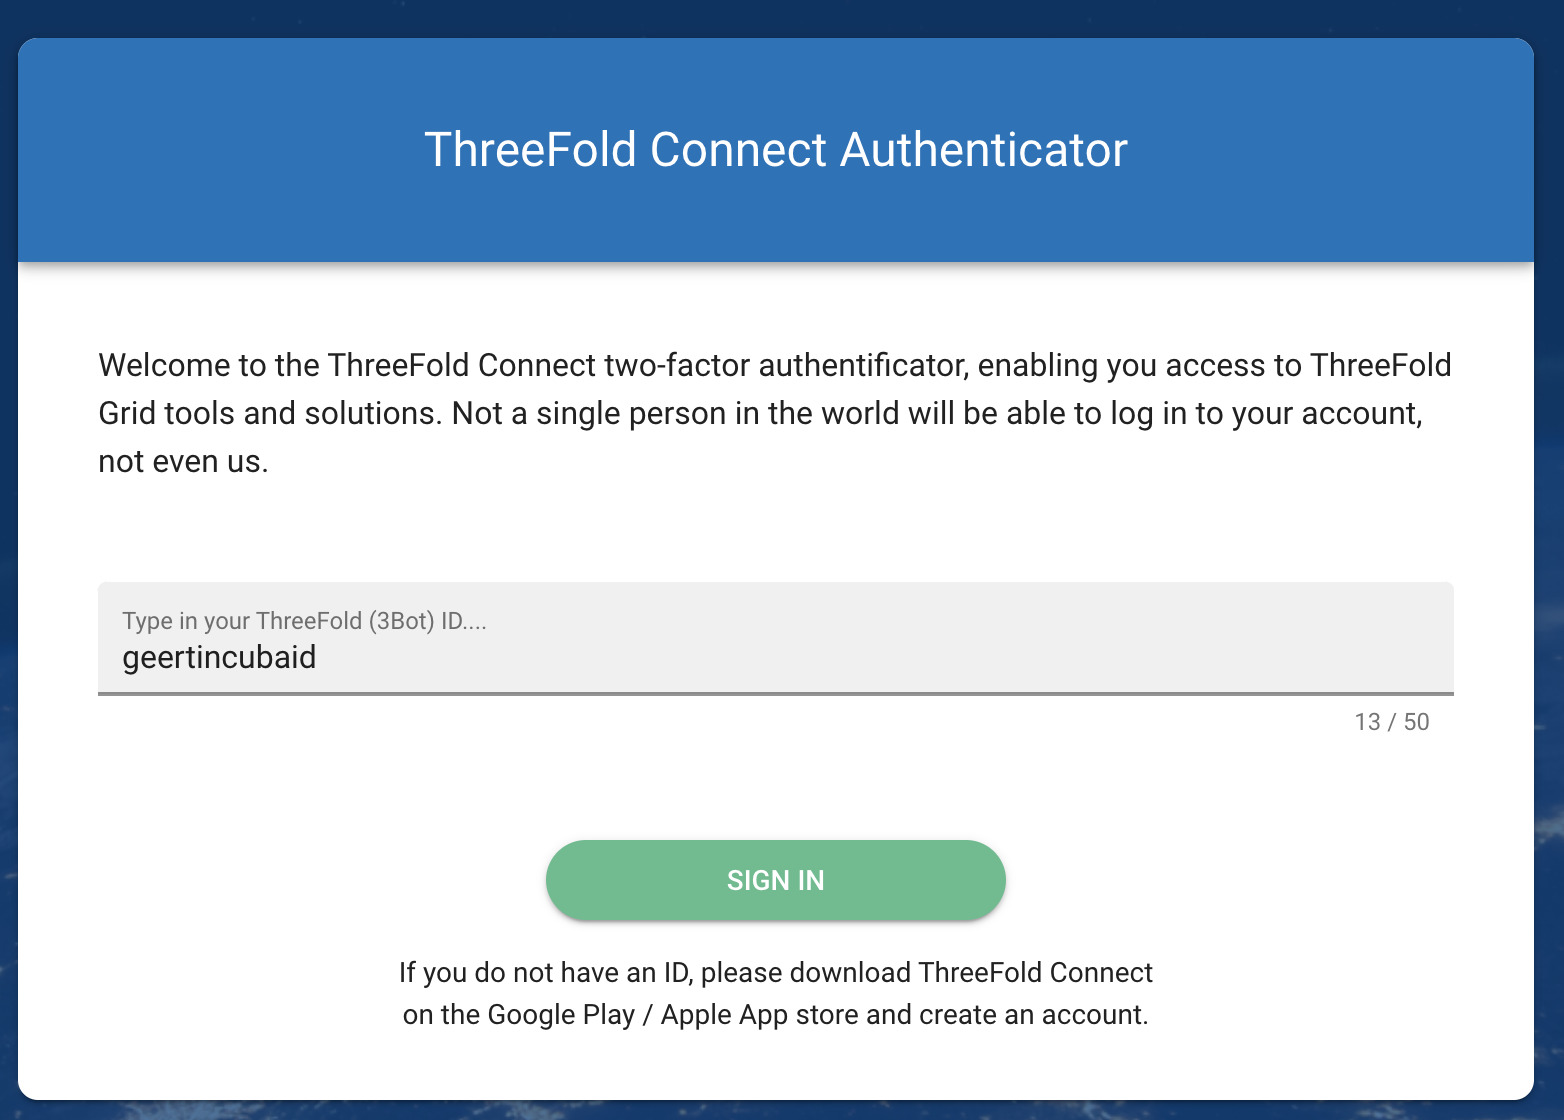 ThreeFold Connect Authenticator
Welcome to the ThreeFold Connect two-factor authentificator, enabling you access to ThreeFold
Grid tools and solutions. Not a single person in the world will be able to log in to your account,
not even us.
Type in your ThreeFold (3Bot) ID....
geertincubaid
13 / 50
SIGN IN
If you do not have an ID, please download ThreeFold Connect
on the Google Play / Apple App store and create an account.